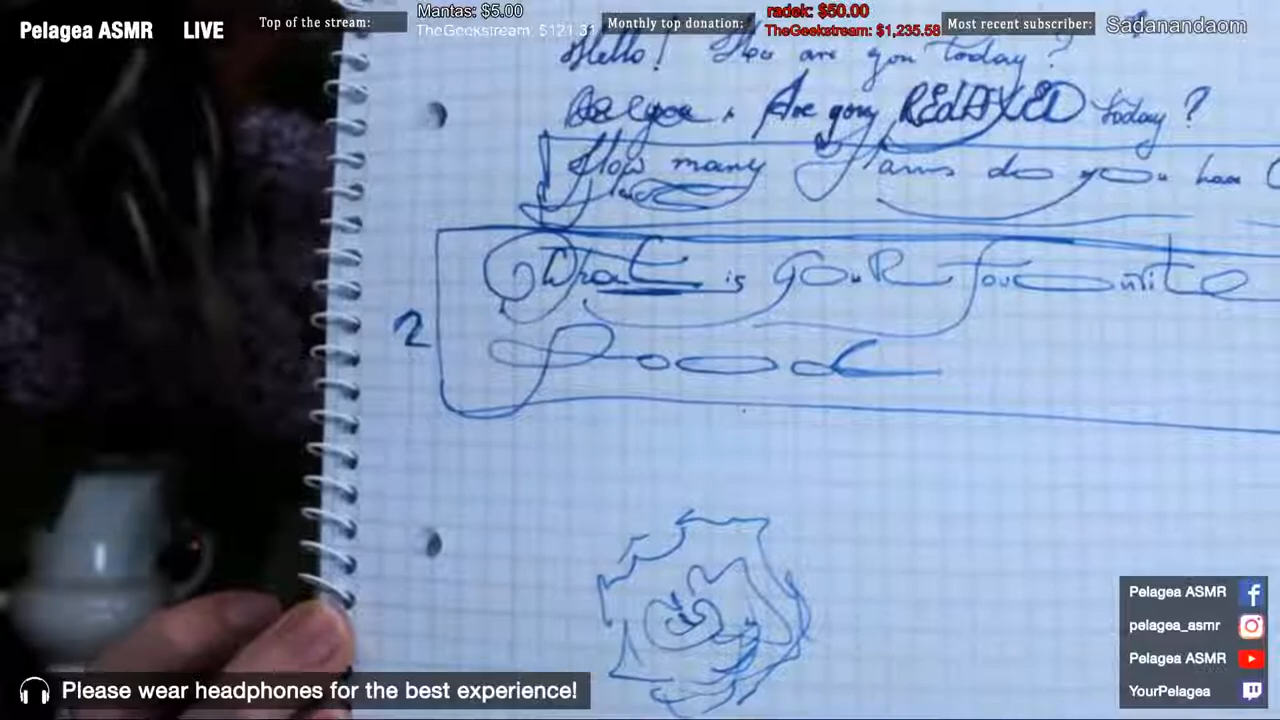 Pelagea ASMR LIVE
Top of the stream:
Mantas: $5.00
TheGeekstream: $121.31
Monthly top donation:
radek: $50.00
TheGeekstream: $1,235.58
Most recent subscriber:
Sadanandaom
Hello! How are you today?
Are you RELAXED today?
How many do you have
What is youR favourite
food
2
Please wear headphones for the best experience!
Pelagea ASMR
pelagea_asmr
Pelagea ASMR
YourPelagea